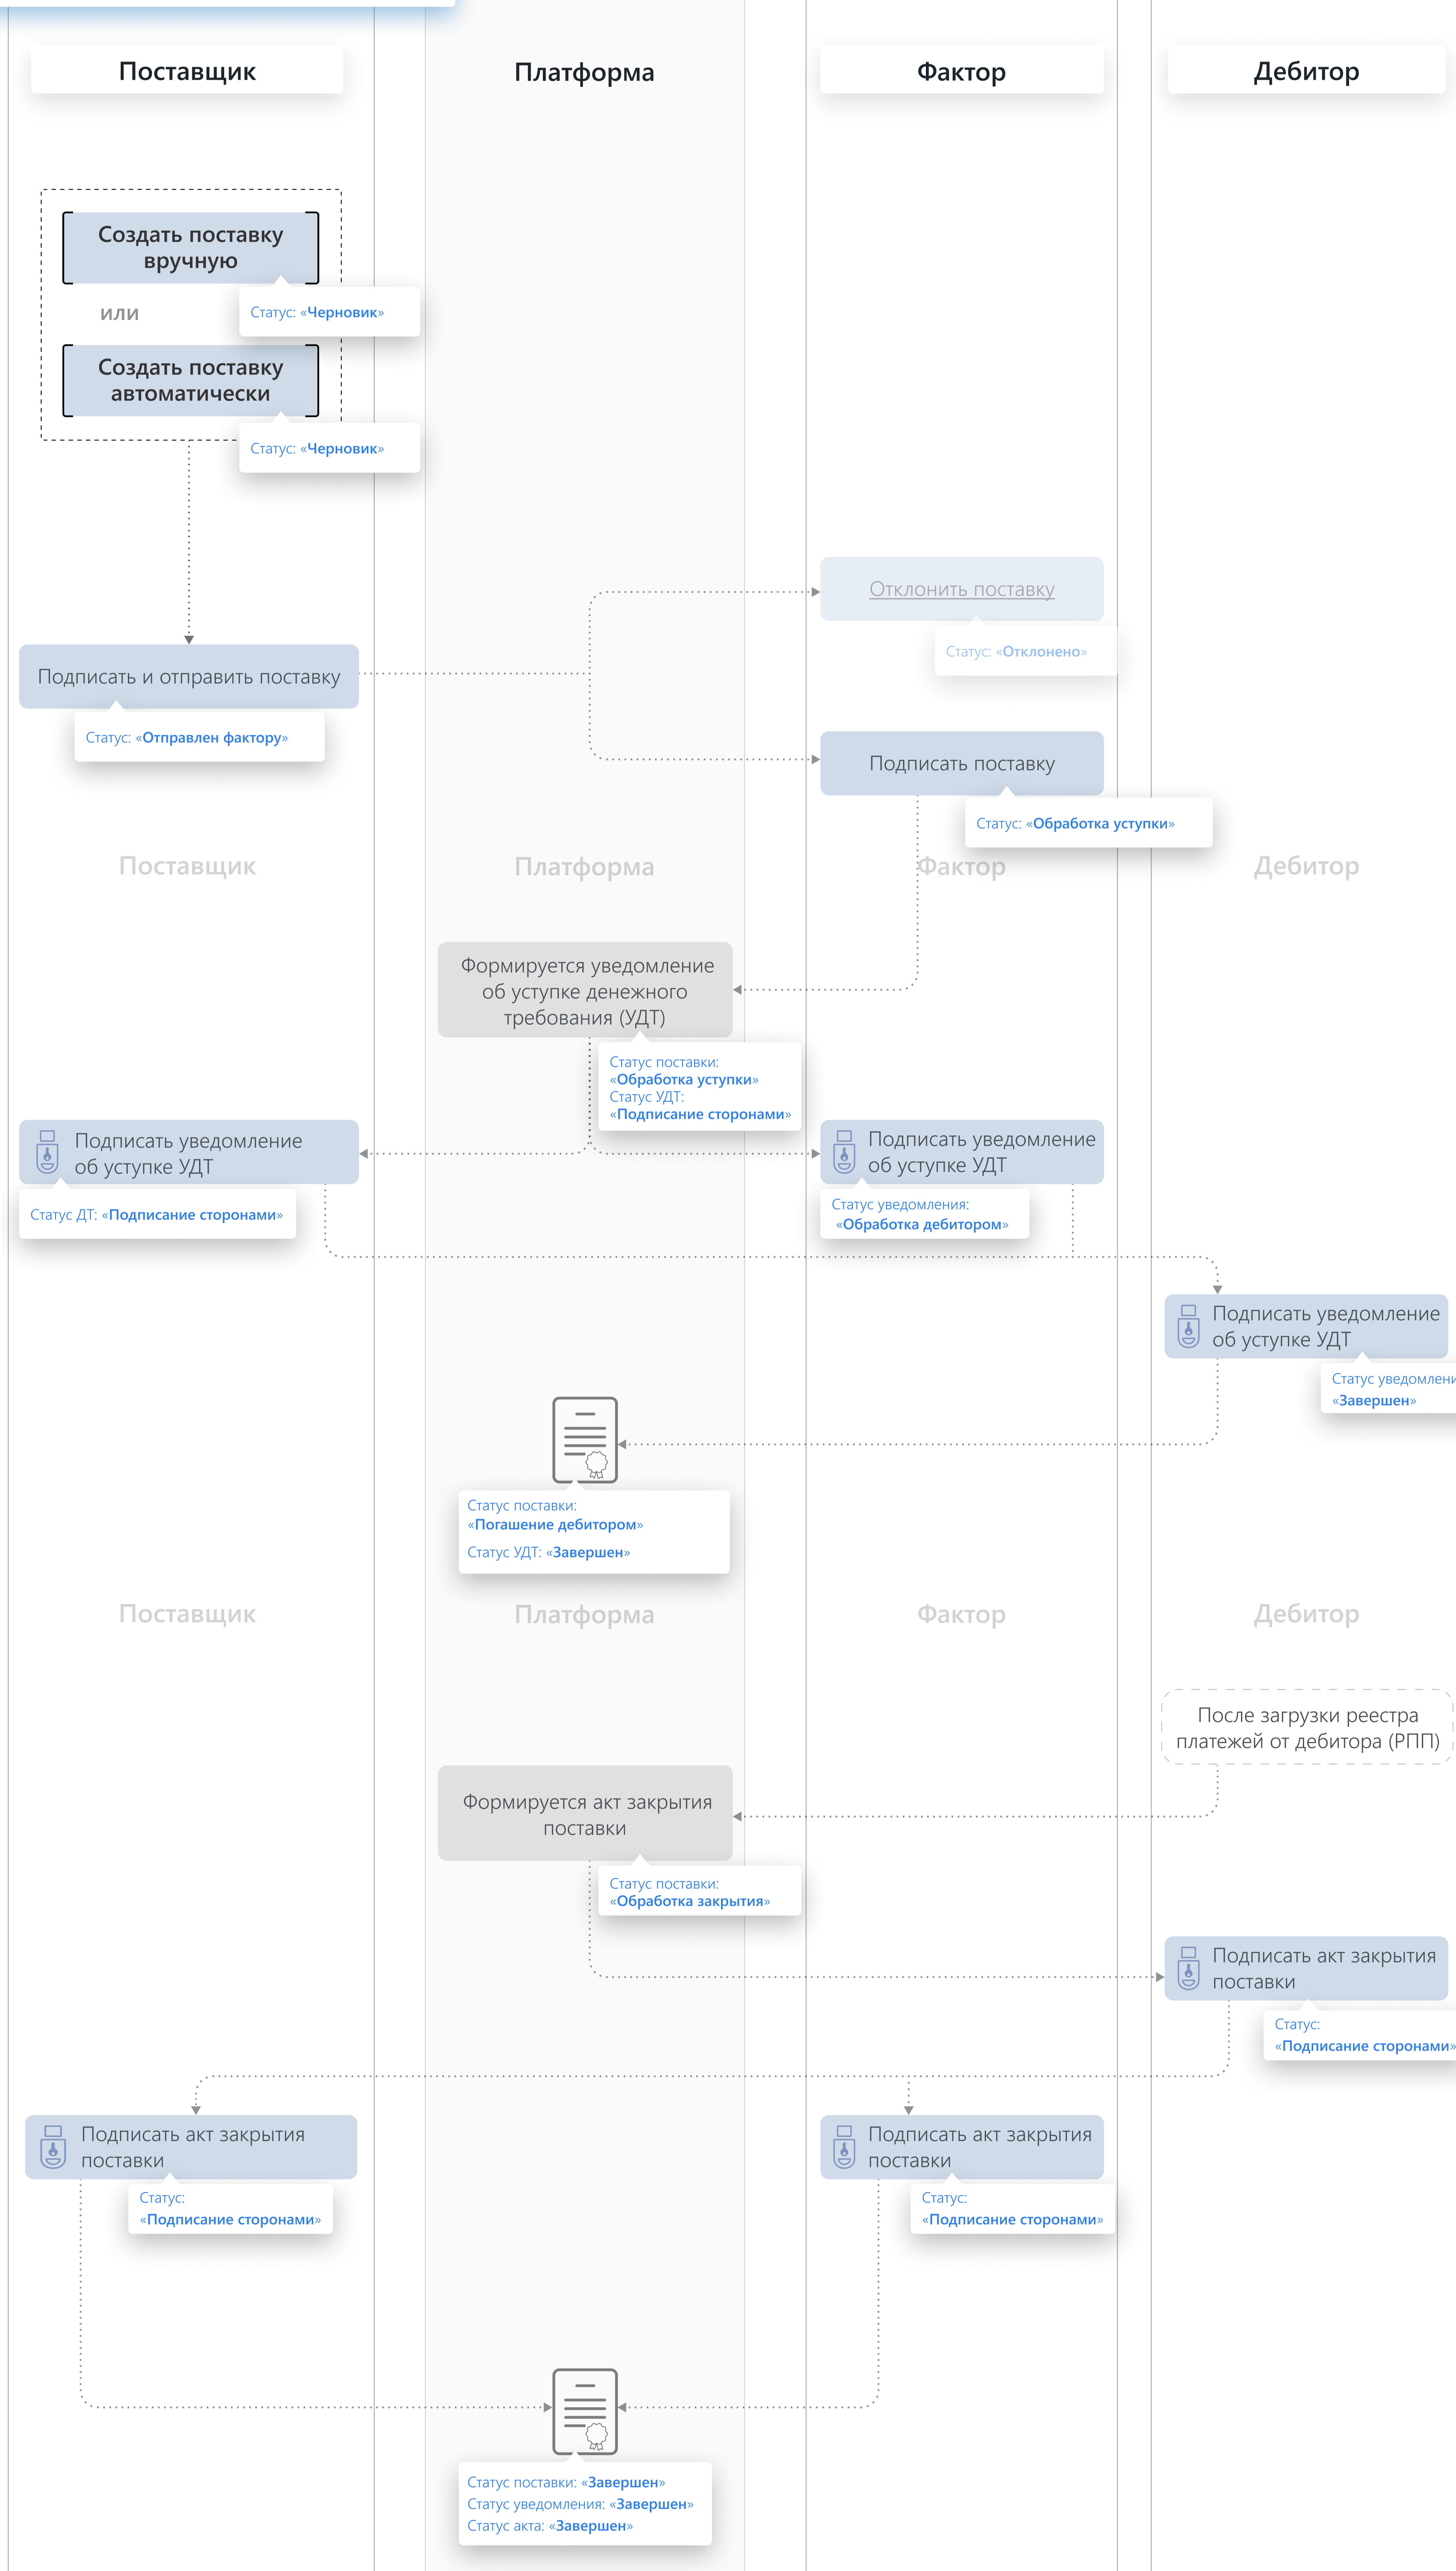 Поставщик
Платформа
Фактор
Дебитор
Создать поставку
вручную
Статус: «Черновик»
или
Создать поставку
автоматически
Статус: «Черновик»
Отклонить поставку
Статус: «Отклонено»
Подписать и отправить поставку
Статус: «Отправлен фактору»
Подписать поставку
Статус: «Обработка уступки»
Поставщик
Платформа
Фактор
Дебитор
Формируется уведомление
об уступке денежного
требования (УДТ)
Статус поставки:
«Обработка уступки»
Статус УДТ:
«Подписание сторонами»
Подписать уведомление
об уступке УДТ
Статус ДТ: «Подписание сторонами»
Подписать уведомление
об уступке УДТ
Статус уведомления:
«Обработка дебитором»
Подписать уведомление
об уступке УДТ
Статус уведомлени
«Завершен»
Статус поставки:
«Погашение дебитором»
Статус УДТ: «Завершен»
Поставщик
Платформа
Фактор
Дебитор
После загрузки реестра
платежей от дебитора (РПП)
Формируется акт закрытия
поставки
Статус поставки:
«Обработка закрытия»
Подписать акт закрытия
поставки
Статус:
«Подписание сторонами»
Подписать акт закрытия
поставки
Статус:
«Подписание сторонами»
Подписать акт закрытия
поставки
Статус:
«Подписание сторонами»
Статус поставки: «Завершен»
Статус уведомления: «Завершен»
Статус акта: «Завершен»